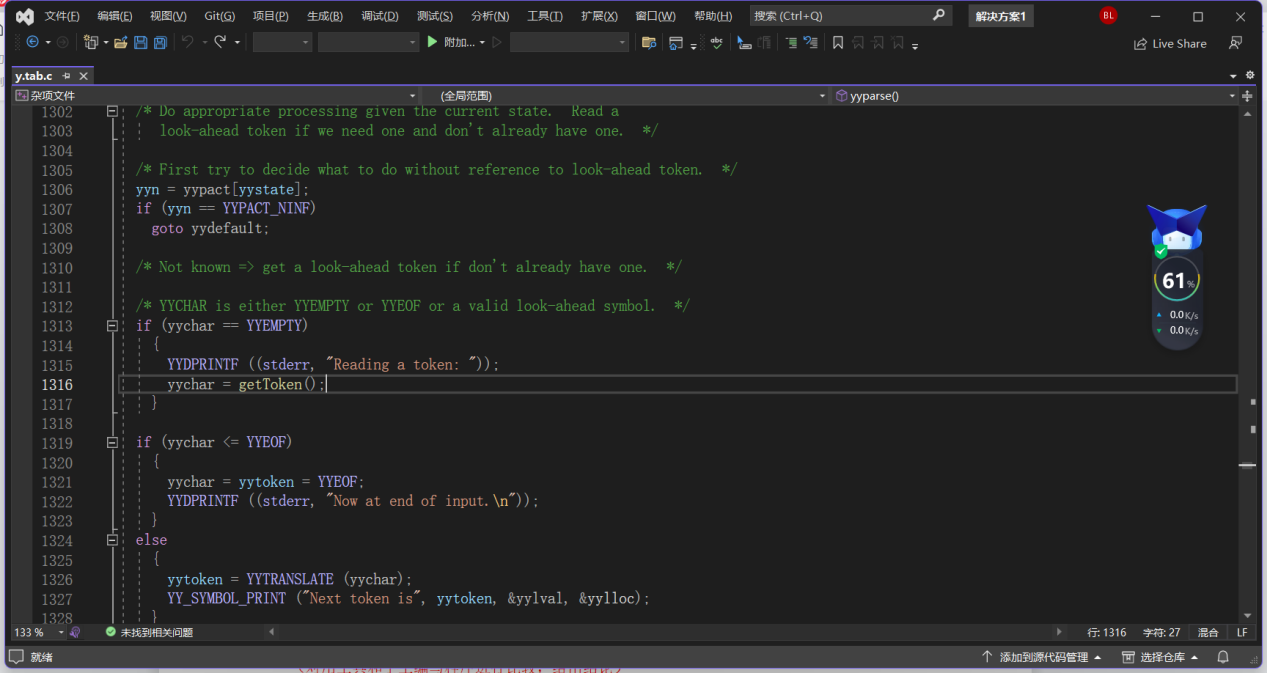 文件(F) 编辑(E) 视图(V) Git(G) 项目(P) 生成(B) 调试(D) 测试(S) 分析(N) 工具(T) 扩展(X) 窗口(W) 帮助(H) 搜索 (Ctrl+Q) 解决方案1 BL
附加... Live Share
y.tab.c
杂项文件 (全局范围) yyparse()
1302 /* Do appropriate processing given the current state.  Read a
1303 look-ahead token if we need one and don't already have one.  */
1304
1305 /* First try to decide what to do without reference to look-ahead token.  */
1306 yyn = yypact[yystate];
1307 if (yyn == YYPACT_NINF)
1308 goto yydefault;
1309
1310 /* Not known => get a look-ahead token if don't already have one.  */
1311
1312 /* YYCHAR is either YYEMPTY or YYEOF or a valid look-ahead symbol.  */
1313 if (yychar == YYEMPTY)
1314 {
1315 YYDPRINTF ((stderr, "Reading a token: "));
1316 yychar = getToken();
1317 }
1318
1319 if (yychar <= YYEOF)
1320 {
1321 yychar = yytoken = YYEOF;
1322 YYDPRINTF ((stderr, "Now at end of input.\n"));
1323 }
1324 else
1325 {
1326 yytoken = YYTRANSLATE (yychar);
1327 YY_SYMBOL_PRINT ("Next token is", yytoken, &yylval, &yylloc);
1328 }
61%
0.0K/s
0.0K/s
133 % 未找到相关问题 行: 1316 字符: 27 混合 LF
就绪 添加到源代码管理 选择仓库